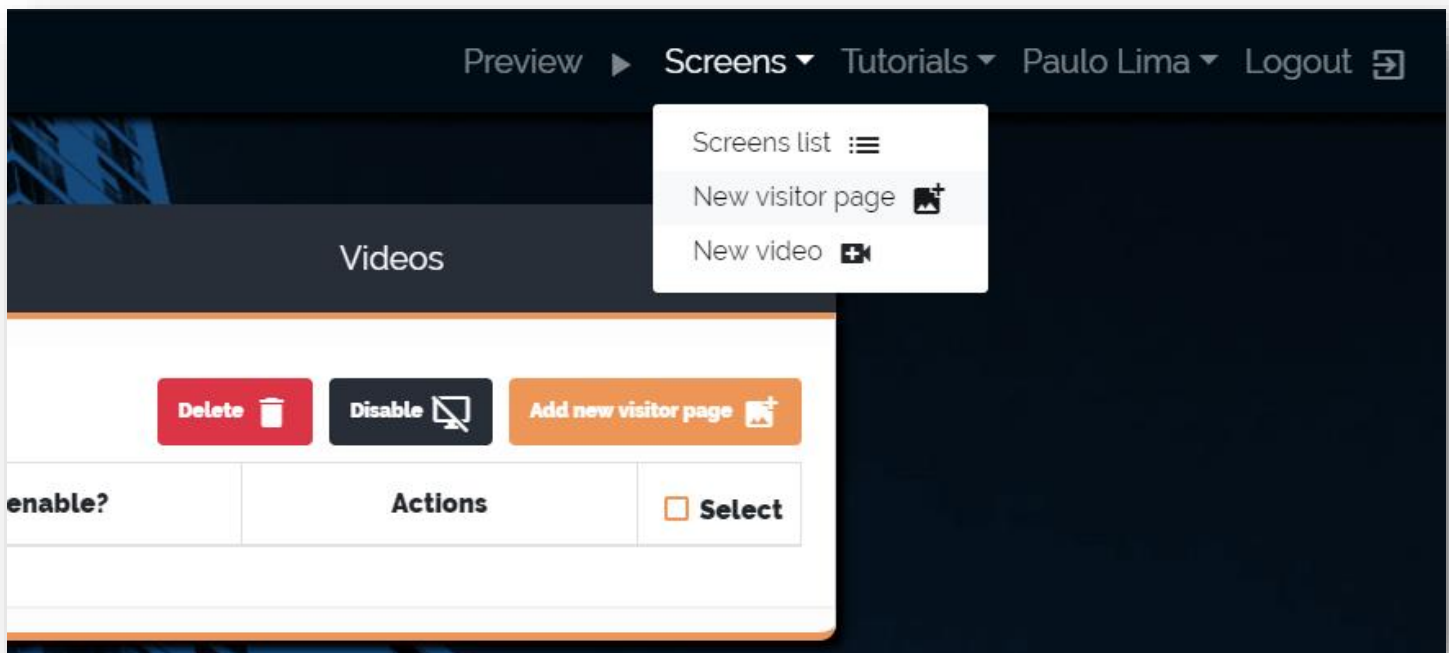 Preview Screens Tutorials Paulo Lima Logout
Screens list
New visitor page
New video
Videos
Delete Disable Add new visitor page
enable? Actions Select